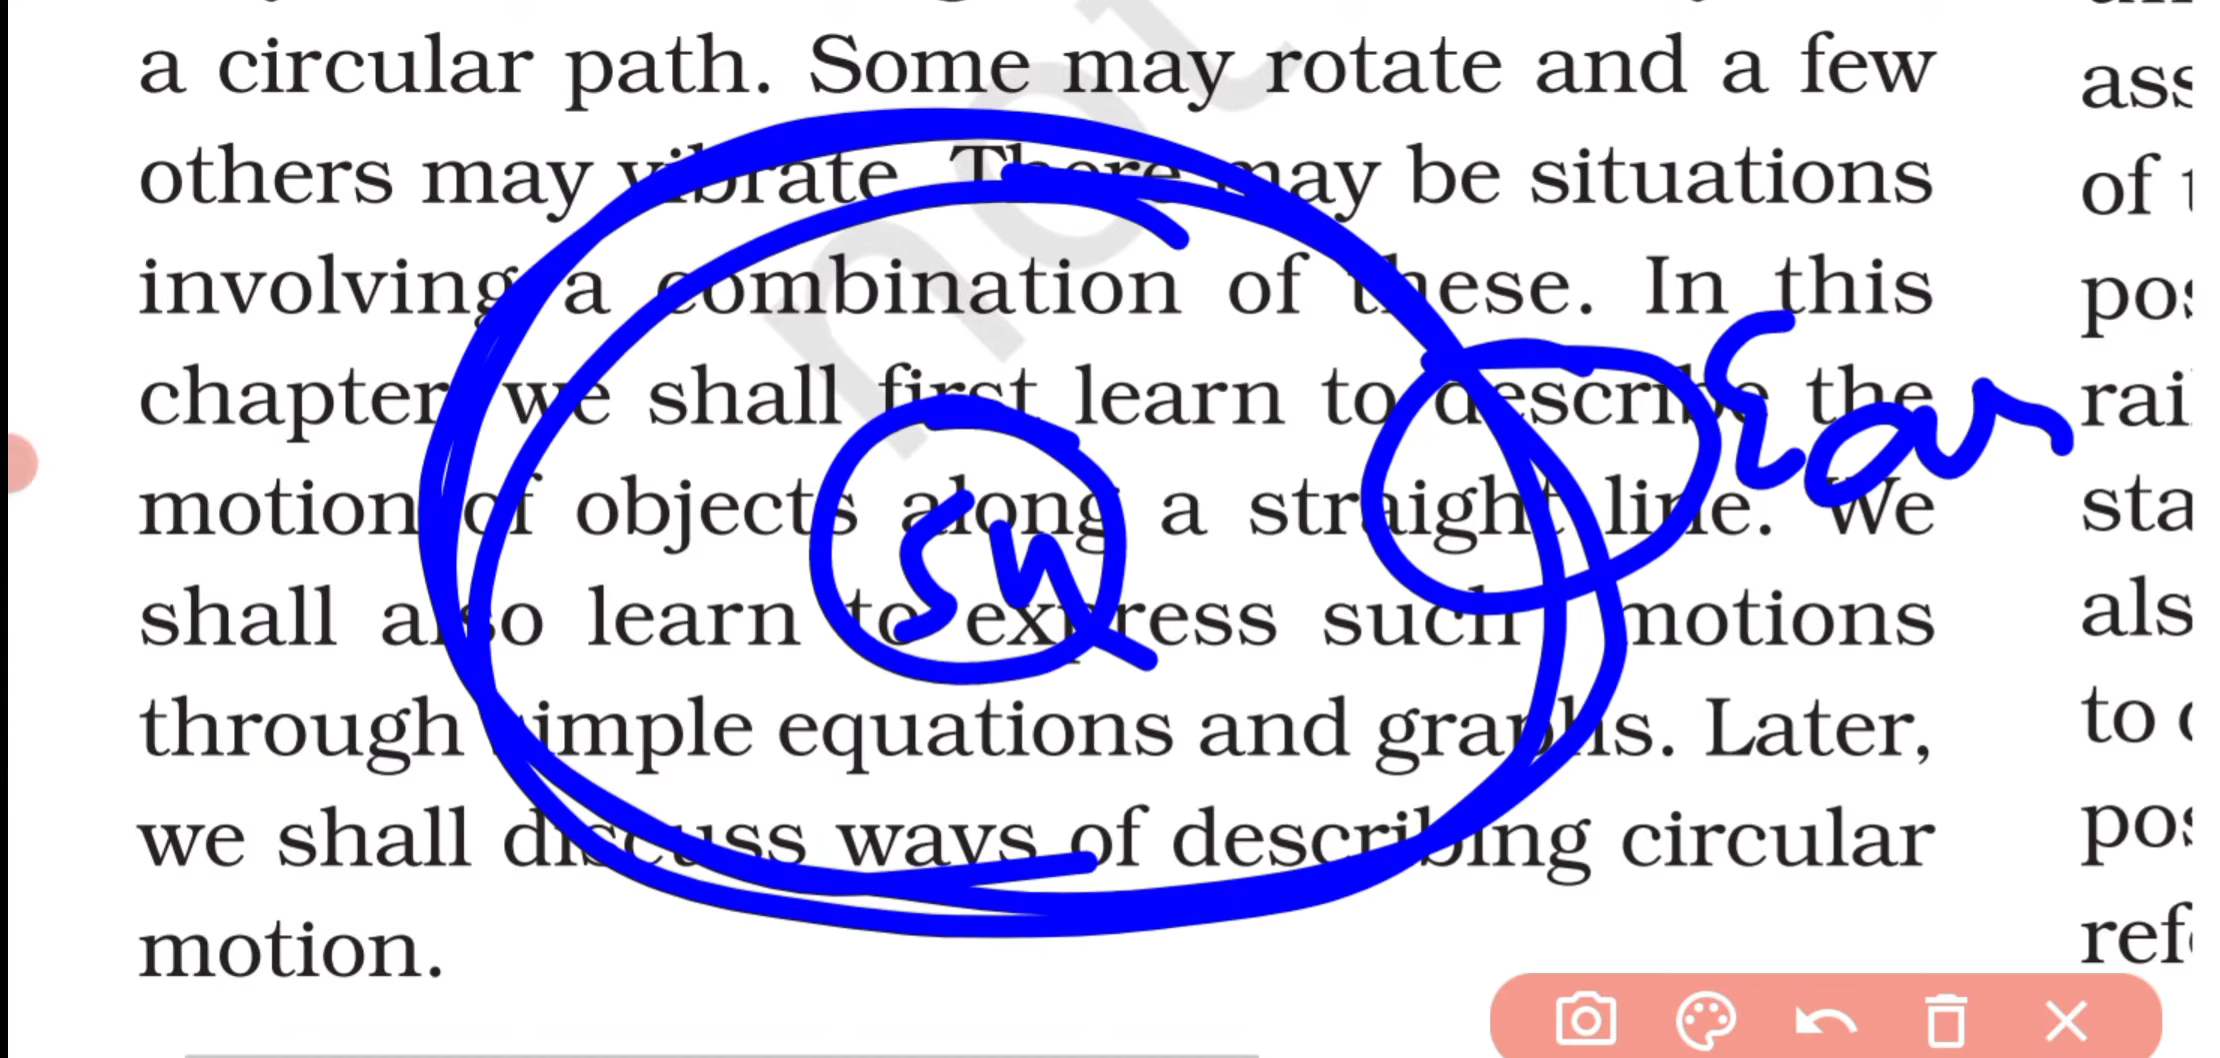 a circular path. Some may rotate and a few
others may vibrate. There may be situations
involving a combination of these. In this
chapter we shall first learn to describe the
motion of objects along a straight line. We
shall also learn to express such motions
through simple equations and graphs. Later,
we shall discuss ways of describing circular
motion.
ass
of t
pos
rai
sta
als
to
pos
ref
not
Sun
Ear